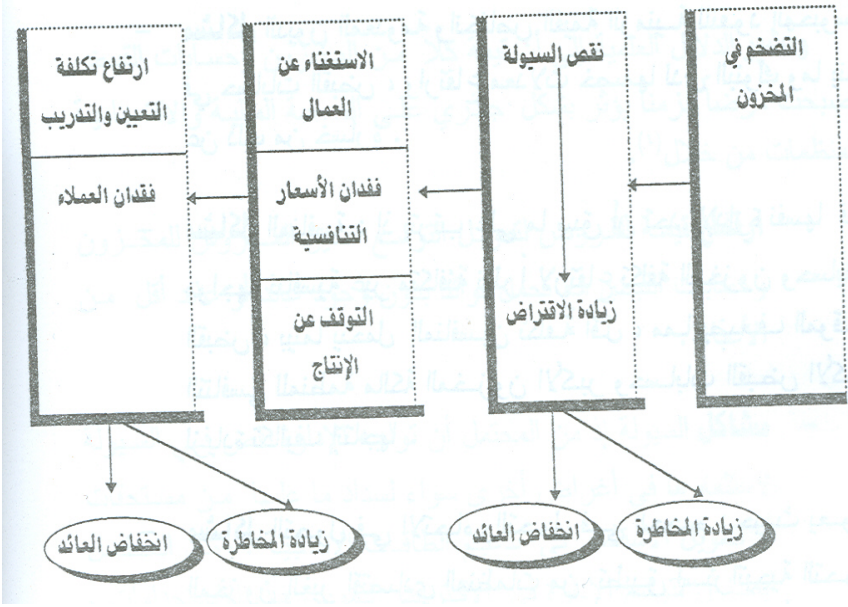 التضخم في
المخزون
نقص السيولة
زيادة الاقتراض
الاستغناء عن
العمال
فقدان الأسعار
التنافسية
التوقف عن
الإنتاج
ارتفاع تكلفة
التعيين والتدريب
فقدان العملاء
زيادة المخاطرة
انخفاض العائد
زيادة المخاطرة
انخفاض العائد